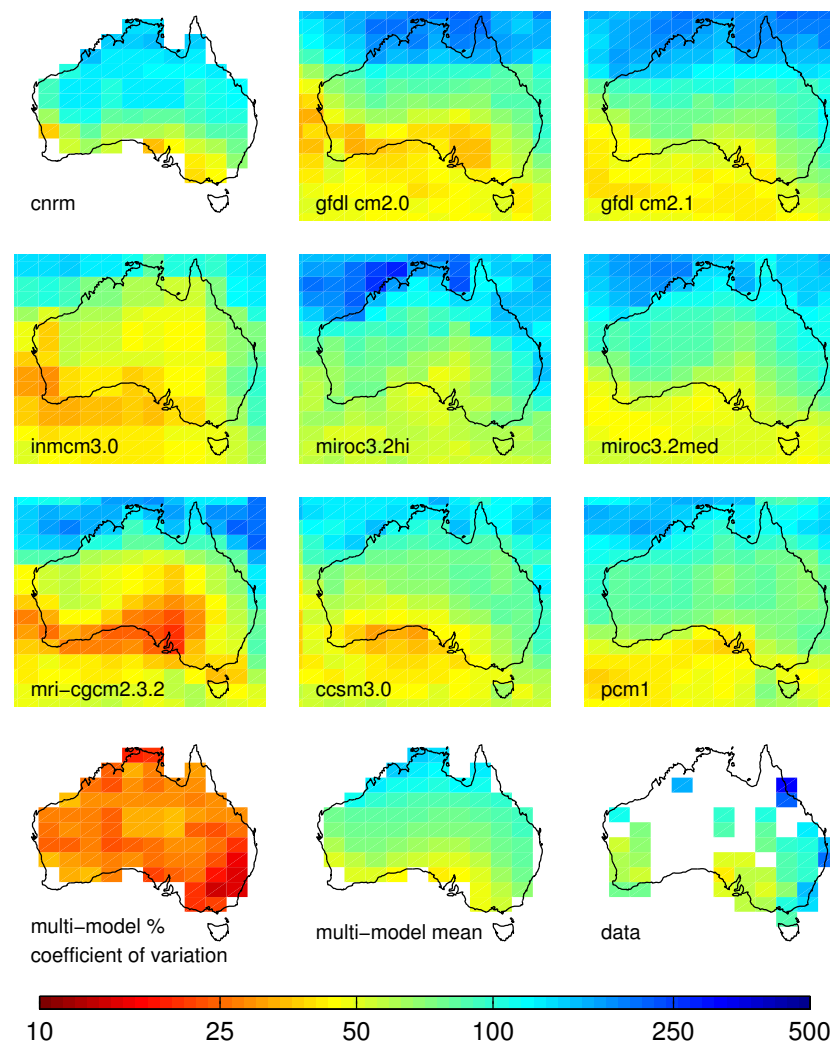 cnrm
gfdl cm2.0
gfdl cm2.1
inmcm3.0
miroc3.2hi
miroc3.2med
mri−cgcm2.3.2
ccsm3.0
pcm1
multi−model %
coefficient of variation
multi−model mean
data
10 25 50 100 250 500